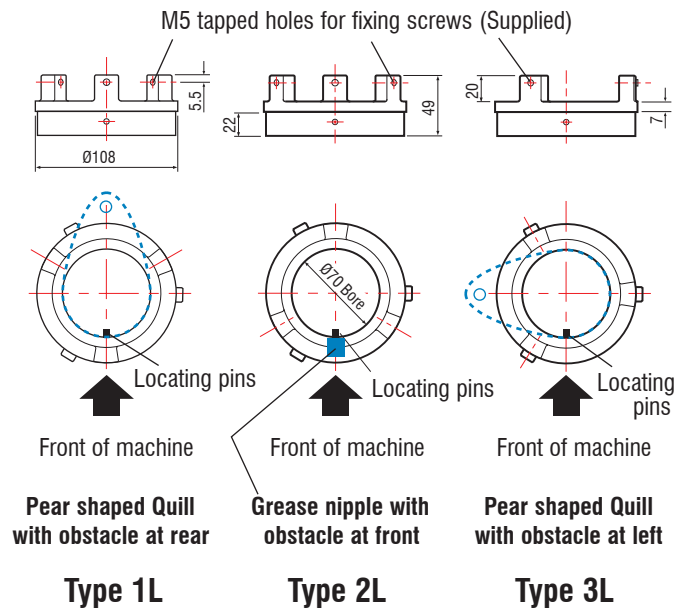 M5 tapped holes for fixing screws (Supplied)
5.5
Ø108
22
49
20
7
Ø70 Bore
Locating pins
Locating pins
Locating
pins
Front of machine
Front of machine
Front of machine
Pear shaped Quill
with obstacle at rear
Grease nipple with
obstacle at front
Pear shaped Quill
with obstacle at left
Type 1L
Type 2L
Type 3L